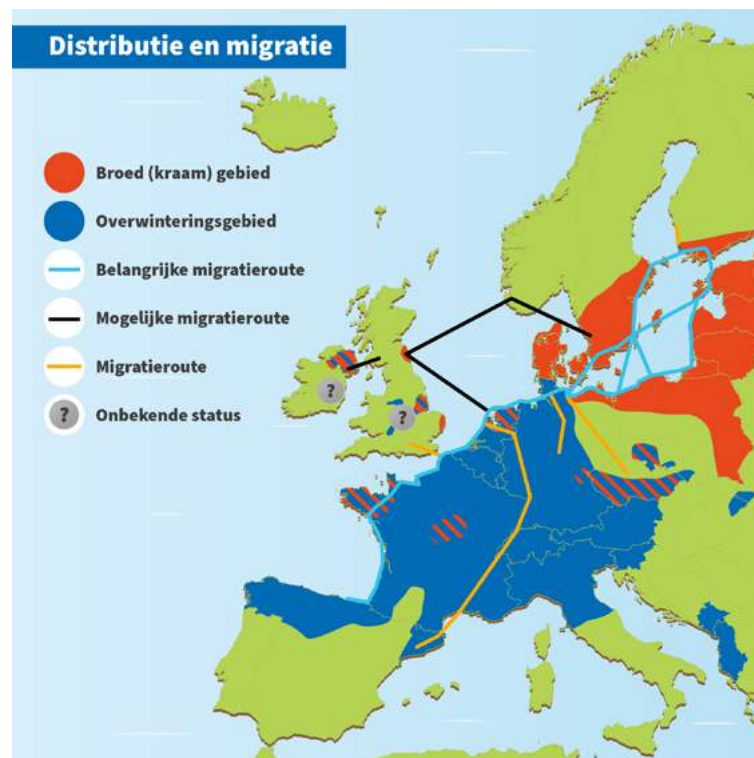 Distributie en migratie
Broed (kraam) gebied
Overwinteringsgebied
Belangrijke migratieroute
Mogelijke migratieroute
Migratieroute
? Onbekende status
?
?